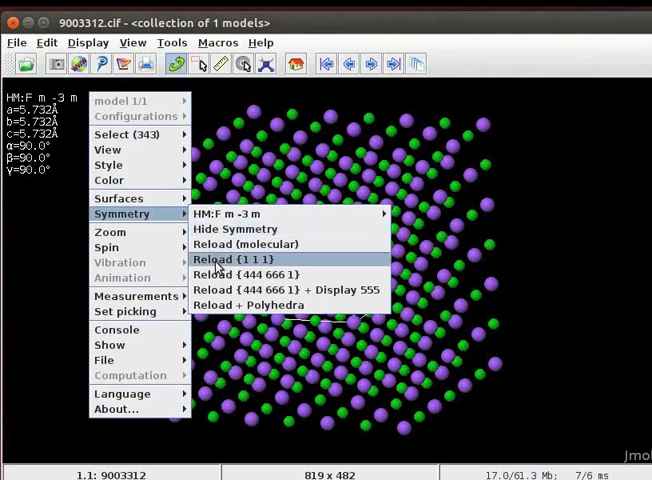 9003312.cif - <collection of 1 models>
File Edit Display View Tools Macros Help
HM:F m -3 m
a=5.732Å
b=5.732Å
c=5.732Å
α=90.0°
β=90.0°
γ=90.0°
model 1/1
Configurations
Select (343)
View
Style
Color
Surfaces
Symmetry
Zoom
Spin
Vibration
Animation
Measurements
Set picking
Console
Show
File
Computation
Language
About...
HM:F m -3 m
Hide Symmetry
Reload (molecular)
Reload {1 1 1}
Reload {444 666 1}
Reload {444 666 1} + Display 555
Reload + Polyhedra
Jmo
1.1: 9003312 819 x 482 17.0/61.3 Mb; 7/6 ms